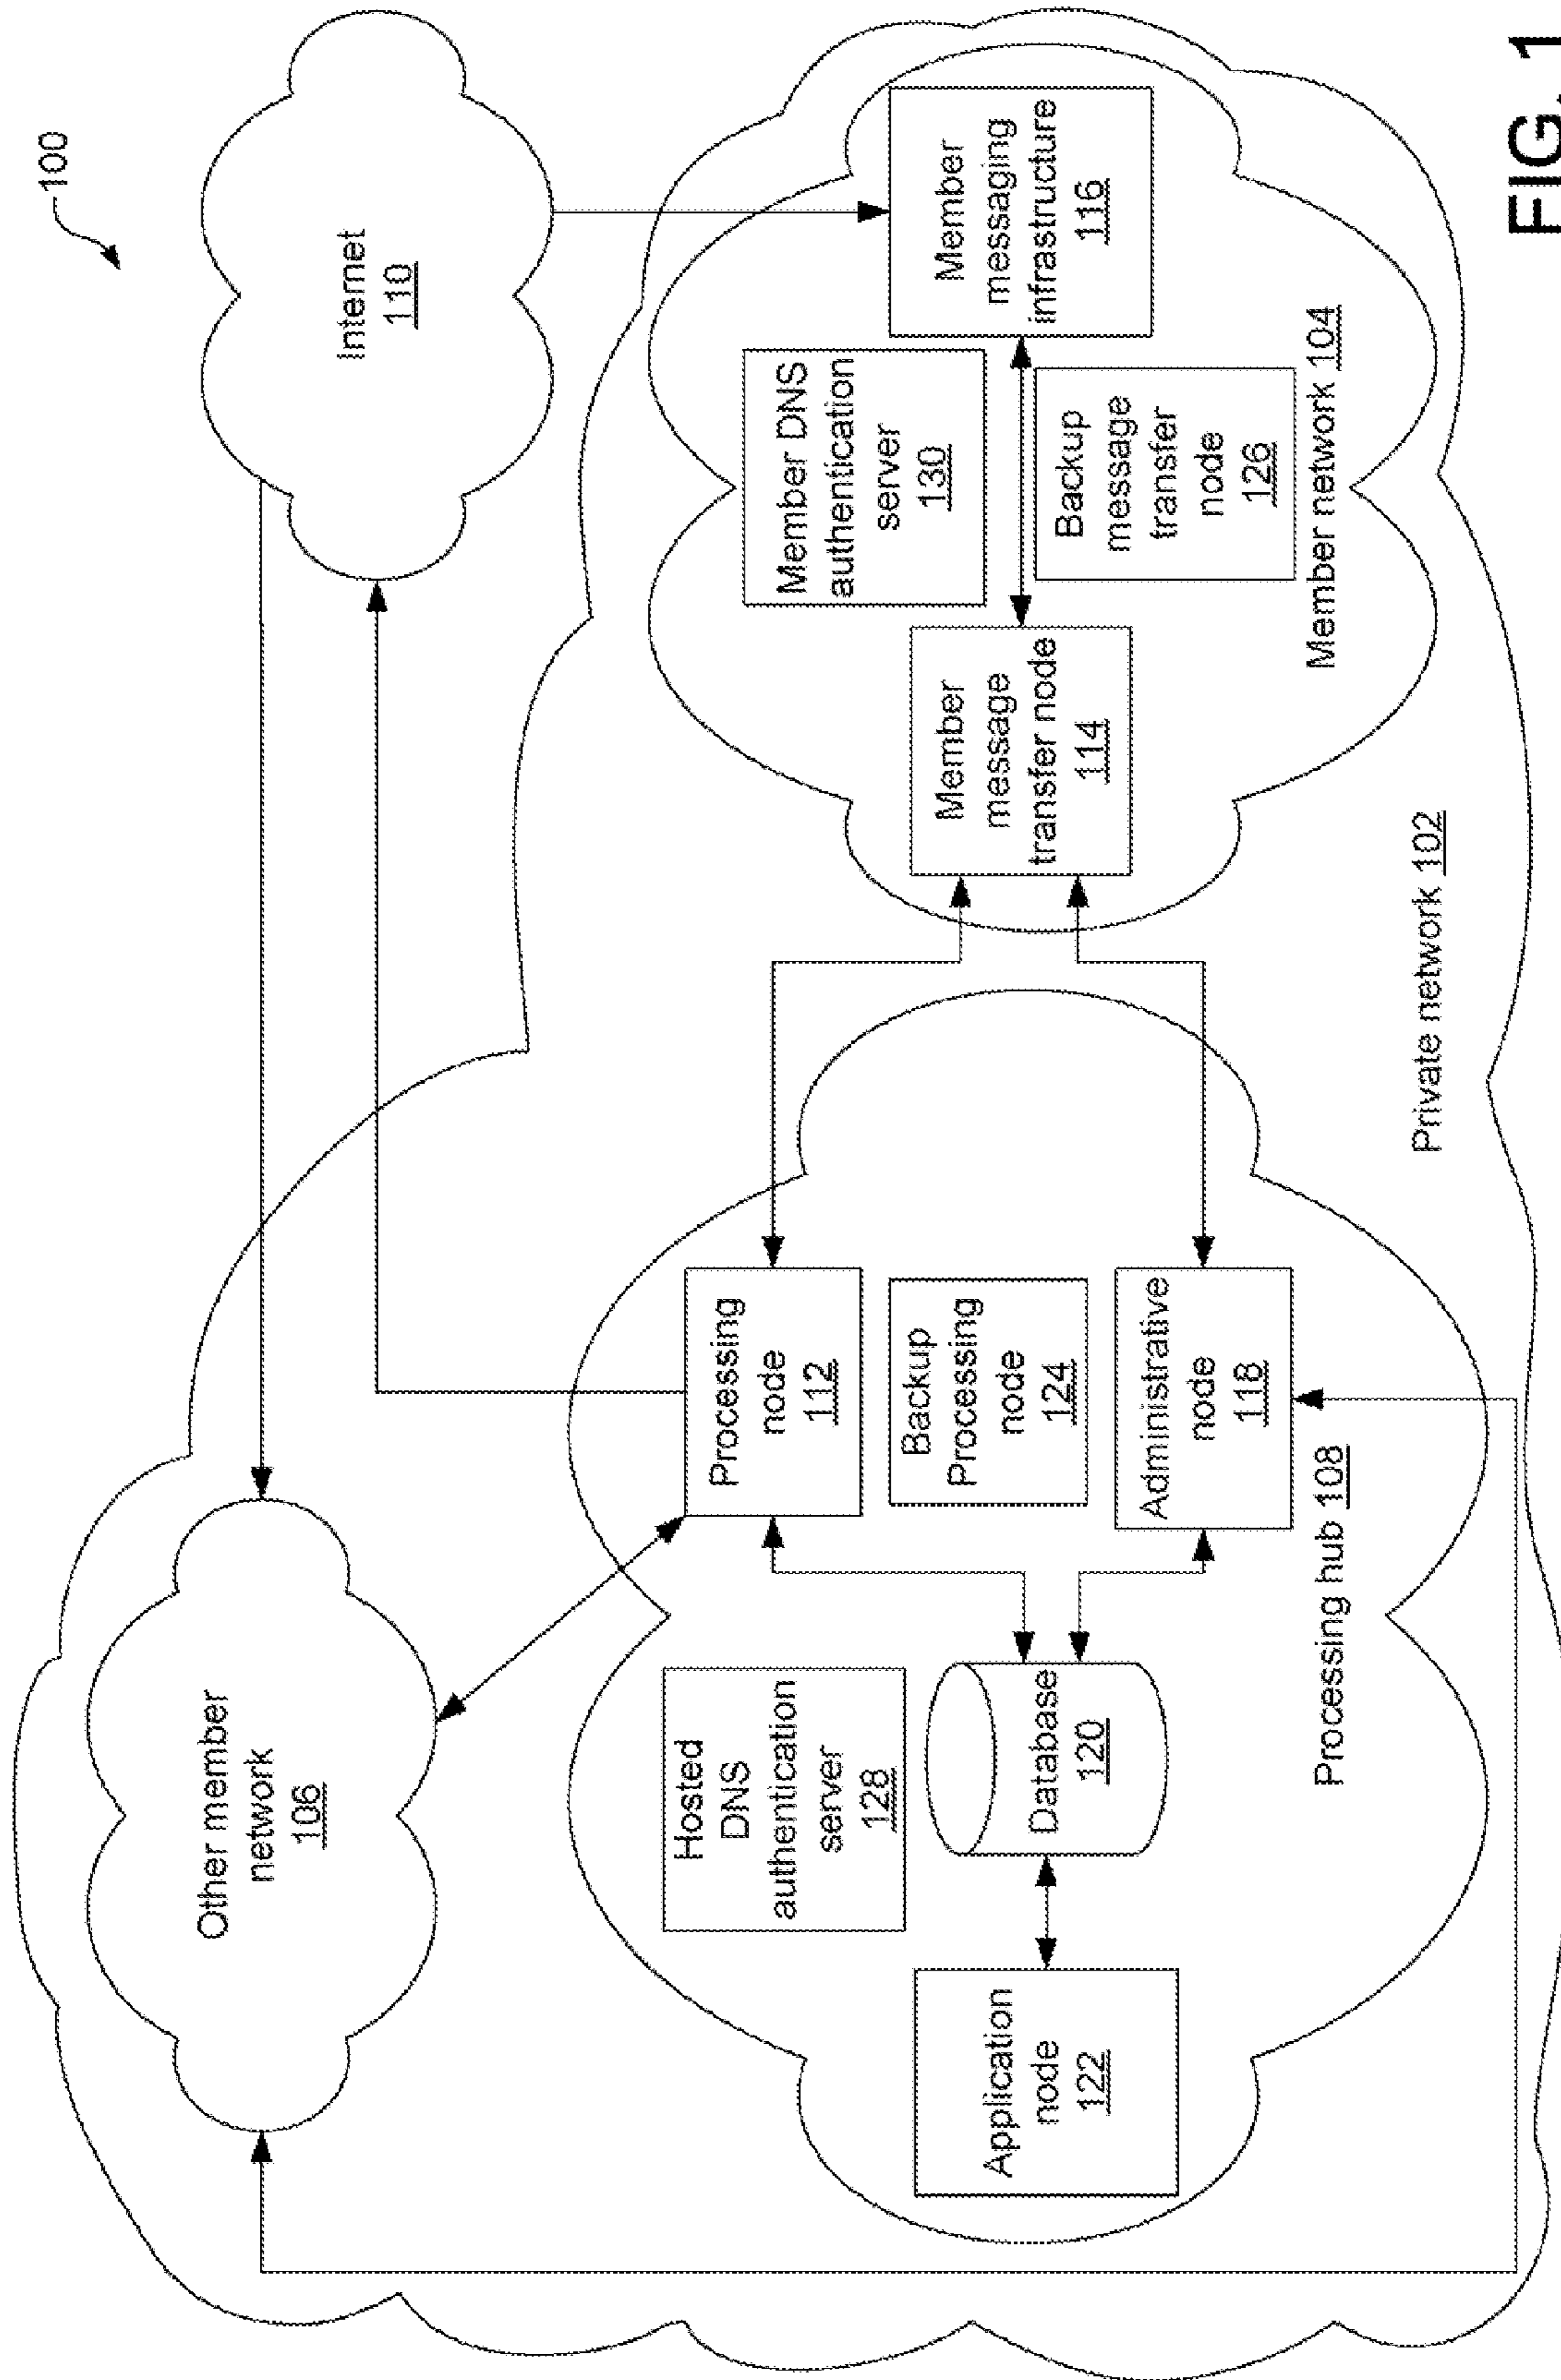 100
Internet
110
Other member
network
106
Member DNS
authentication
server
130
Member
messaging
infrastructure
116
Backup
message
transfer
node
126
Member
message
transfer node
114
Member network 104
Processing
node
112
Backup
Processing
node
124
Administrative
node
118
Hosted
DNS
authentication
server
128
Database
120
Application
node
122
Processing hub 108
Private network 102
FIG. 1